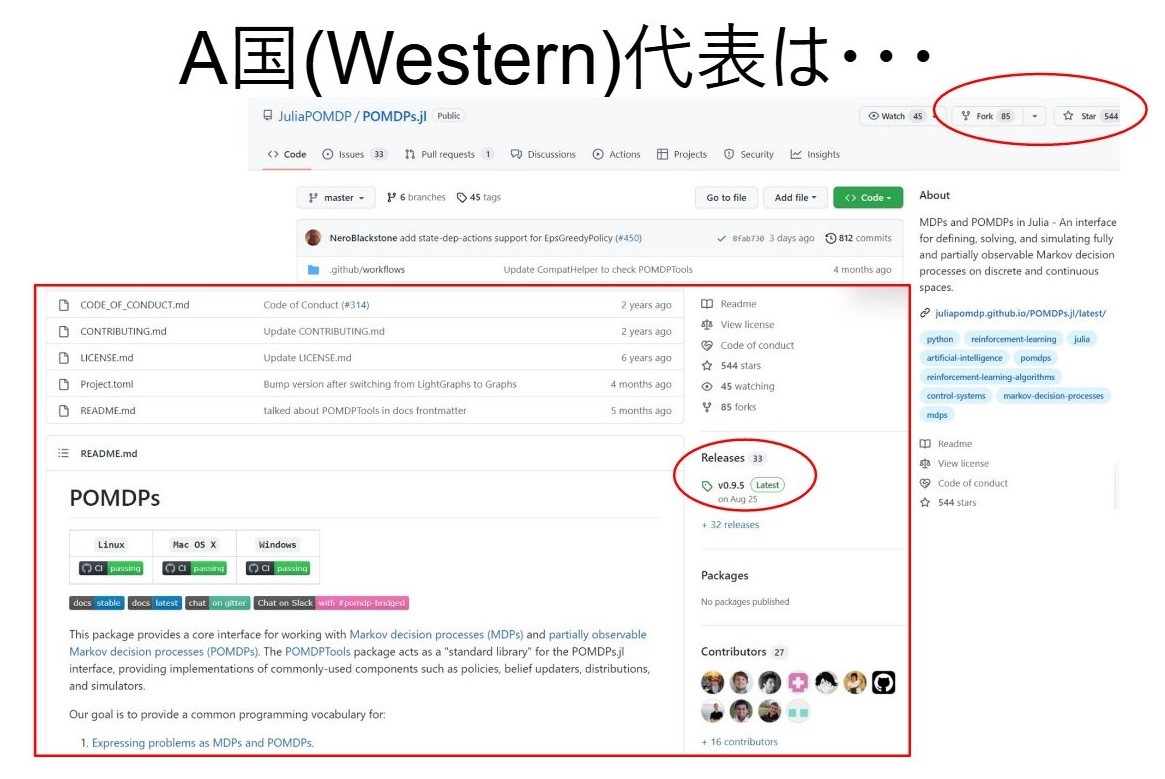 A国(Western)代表は・・・
JuliaPOMDP / POMDPs.jl Public
Watch 45
Fork 85
Star 544
Code
Issues 33
Pull requests 1
Discussions
Actions
Projects
Security
Insights
master
6 branches
45 tags
Go to file
Add file
Code
NeroBlackstone add state-dep-actions support for EpsGreedyPolicy (#450)
8fab730 3 days ago
812 commits
.github/workflows
Update CompatHelper to check POMDPTools
4 months ago
About
MDPs and POMDPs in Julia - An interface
for defining, solving, and simulating fully
and partially observable Markov decision
processes on discrete and continuous
spaces.
juliapomdp.github.io/POMDPs.jl/latest/
python reinforcement-learning julia
artificial-intelligence pomdps
reinforcement-learning-algorithms
control-systems markov-decision-processes
mdps
Readme
View license
Code of conduct
544 stars
CODE_OF_CONDUCT.md Code of Conduct (#314) 2 years ago
CONTRIBUTING.md Update CONTRIBUTING.md 2 years ago
LICENSE.md Update LICENSE.md 6 years ago
Project.toml Bump version after switching from LightGraphs to Graphs 4 months ago
README.md talked about POMDPTools in docs frontmatter 5 months ago
README.md
POMDPs
Linux Mac OS X Windows
CI passing CI passing CI passing
docs stable docs latest chat on gitter Chat on Slack with #pomdp-bridged
This package provides a core interface for working with Markov decision processes (MDPs) and partially observable
Markov decision processes (POMDPs). The POMDPTools package acts as a "standard library" for the POMDPs.jl
interface, providing implementations of commonly-used components such as policies, belief updaters, distributions,
and simulators.
Our goal is to provide a common programming vocabulary for:
1. Expressing problems as MDPs and POMDPs.
Readme
View license
Code of conduct
544 stars
45 watching
85 forks
Releases 33
v0.9.5 Latest
on Aug 25
+ 32 releases
Packages
No packages published
Contributors 27
+ 16 contributors